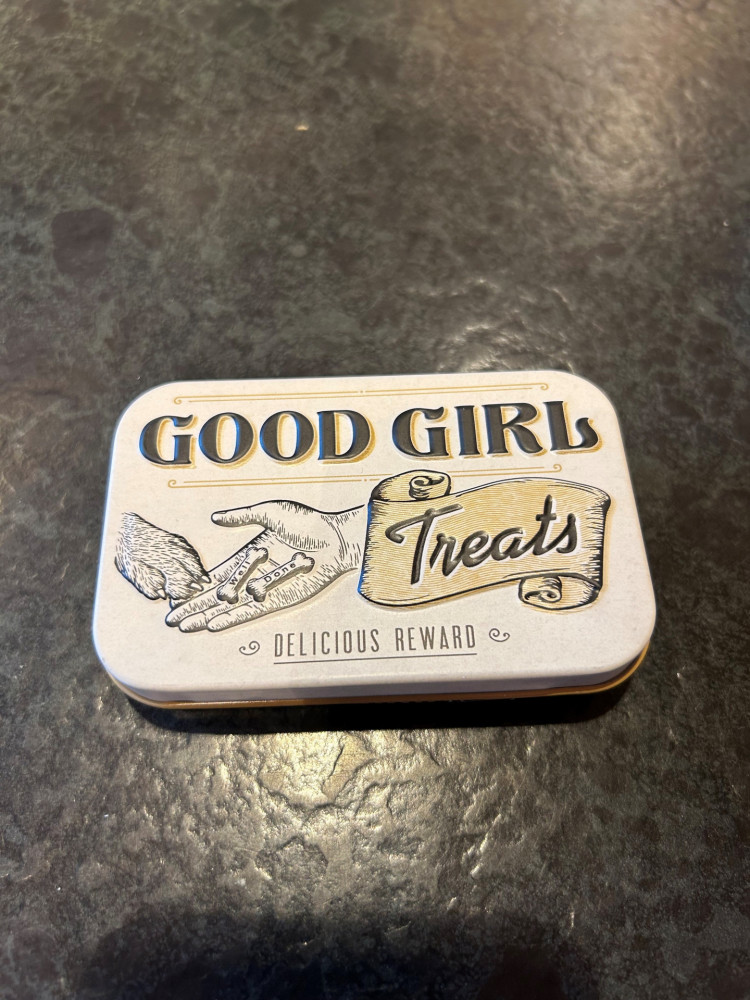 GOOD GIRL
Treats
Well
Done
DELICIOUS REWARD